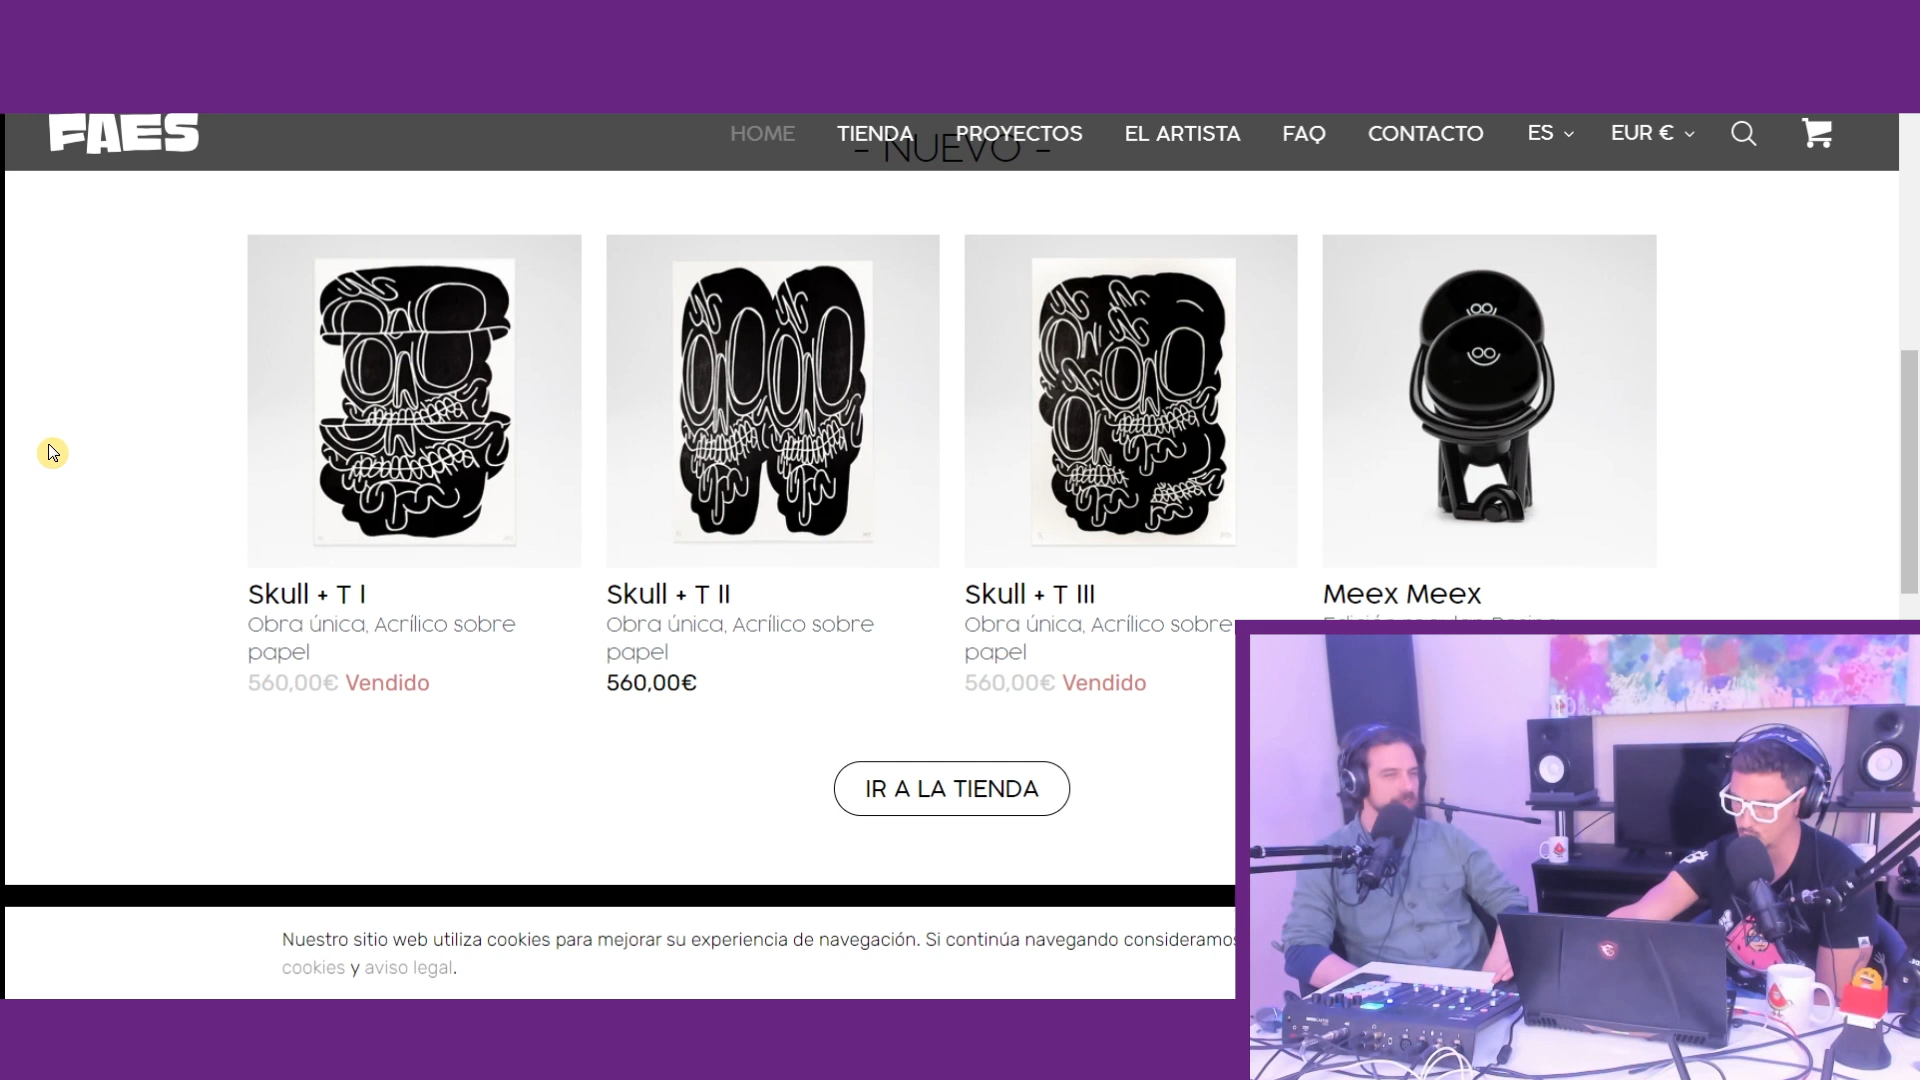 FAES
HOME TIENDA PROYECTOS EL ARTISTA FAQ CONTACTO ES EUR €
- NUEVO -
Skull + T I
Obra única, Acrílico sobre
papel
560,00€ Vendido
Skull + T II
Obra única, Acrílico sobre
papel
560,00€
Skull + T III
Obra única, Acrílico sobre
papel
560,00€ Vendido
Meex Meex
IR A LA TIENDA
Nuestro sitio web utiliza cookies para mejorar su experiencia de navegación. Si continúa navegando consideramos
cookies y aviso legal.